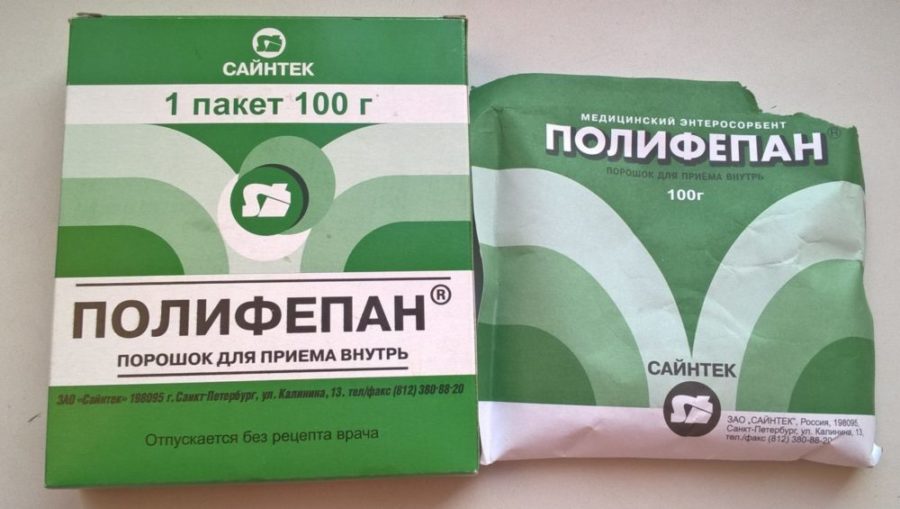 САЙНТЕК
1 пакет 100 г
ПОЛИФЕПАН®
ПОРОШОК ДЛЯ ПРИЕМА ВНУТРЬ
ЗАО «Сайнтек» 198095 г. Санкт-Петербург, ул. Калинина, 13. тел/факс (812) 380-88-20
Отпускается без рецепта врача
МЕДИЦИНСКИЙ ЭНТЕРОСОРБЕНТ
ПОЛИФЕПАН®
ПОРОШОК ДЛЯ ПРИЕМА ВНУТРЬ
100г
САЙНТЕК
ЗАО „САЙНТЕК", Россия, 198095,
Санкт-Петербург, ул. Калинина, 13,
тел./факс (812) 380-88-20